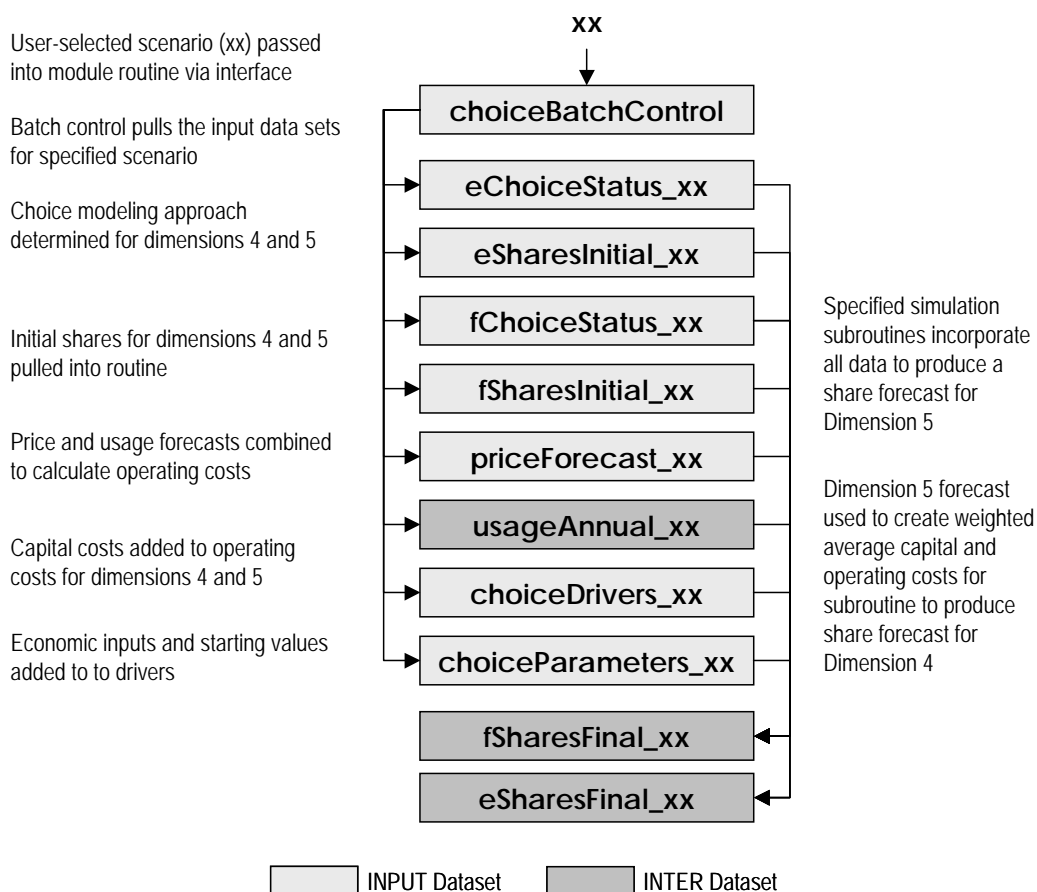 xx
User-selected scenario (xx) passed
into module routine via interface
choiceBatchControl
Batch control pulls the input data sets
for specified scenario
eChoiceStatus_xx
Choice modeling approach
determined for dimensions 4 and 5
eSharesInitial_xx
fChoiceStatus_xx
Initial shares for dimensions 4 and 5
pulled into routine
fSharesInitial_xx
Price and usage forecasts combined
to calculate operating costs
priceForecast_xx
usageAnnual_xx
Capital costs added to operating
costs for dimensions 4 and 5
choiceDrivers_xx
Economic inputs and starting values
added to to drivers
choiceParameters_xx
fSharesFinal_xx
eSharesFinal_xx
Specified simulation
subroutines incorporate
all data to produce a
share forecast for
Dimension 5
Dimension 5 forecast
used to create weighted
average capital and
operating costs for
subroutine to produce
share forecast for
Dimension 4
INPUT Dataset
INTER Dataset